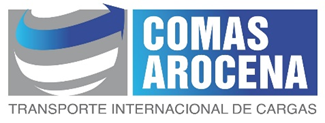 COMAS
AROCENA
TRANSPORTE INTERNACIONAL DE CARGAS